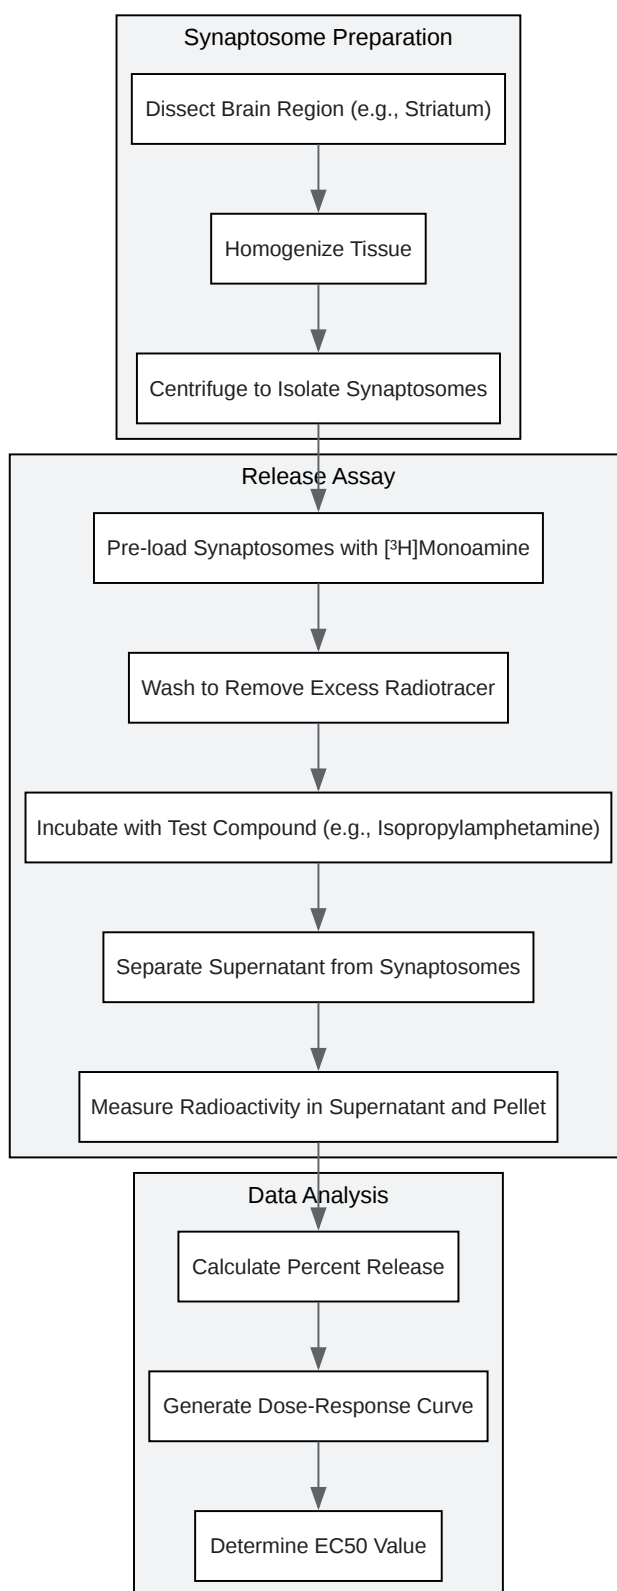 Synaptosome Preparation
Dissect Brain Region (e.g., Striatum)
Homogenize Tissue
Centrifuge to Isolate Synaptosomes
Release Assay
Pre-load Synaptosomes with [³H]Monoamine
Wash to Remove Excess Radiotracer
Incubate with Test Compound (e.g., Isopropylamphetamine)
Separate Supernatant from Synaptosomes
Measure Radioactivity in Supernatant and Pellet
Data Analysis
Calculate Percent Release
Generate Dose-Response Curve
Determine EC50 Value